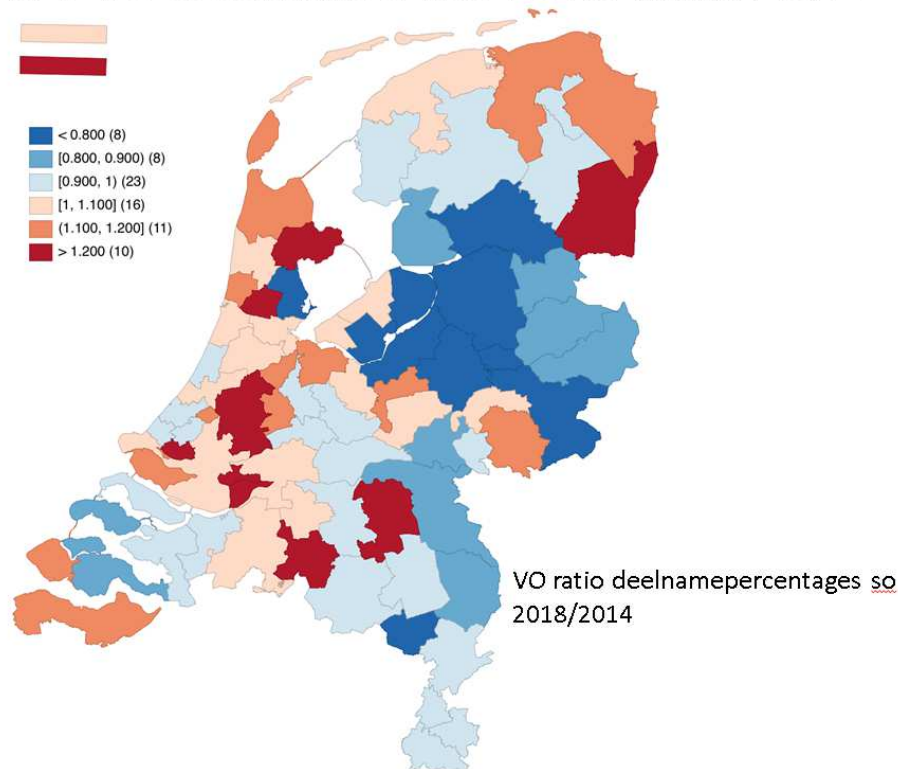 < 0.800 (8)
[0.800, 0.900) (8)
[0.900, 1) (23)
[1, 1.100] (16)
(1.100, 1.200] (11)
> 1.200 (10)
VO ratio deelnamepercentages so
2018/2014